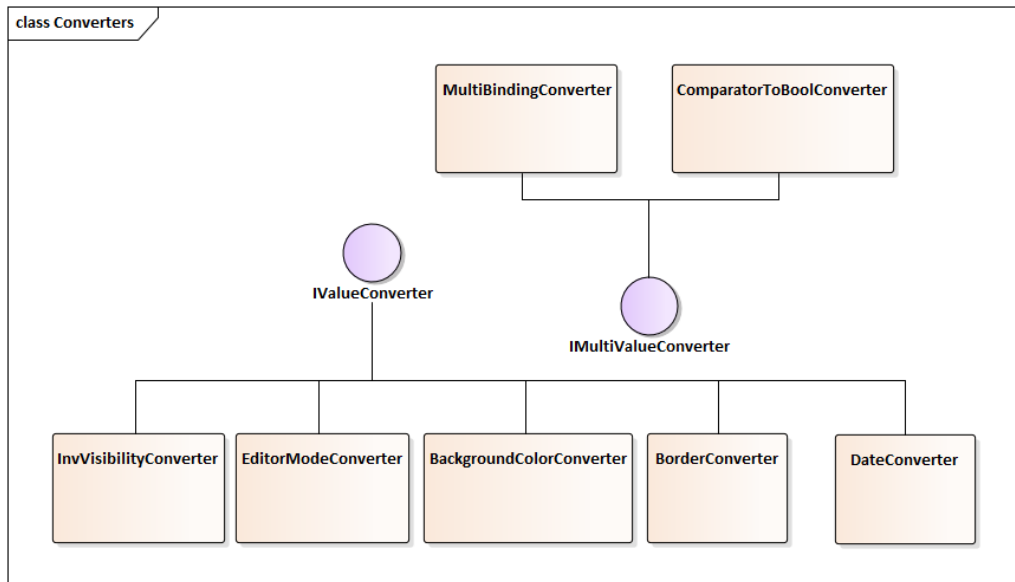 class Converters
MultiBindingConverter
ComparatorToBoolConverter
IValueConverter
IMultiValueConverter
InvVisibilityConverter
EditorModeConverter
BackgroundColorConverter
BorderConverter
DateConverter